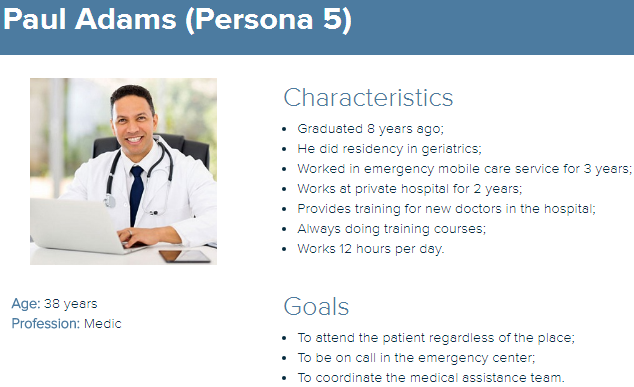 Paul Adams (Persona 5)
Characteristics
Graduated 8 years ago;
He did residency in geriatrics;
Worked in emergency mobile care service for 3 years;
Works at private hospital for 2 years;
Provides training for new doctors in the hospital;
Always doing training courses;
Works 12 hours per day.
Age: 38 years
Profession: Medic
Goals
To attend the patient regardless of the place;
To be on call in the emergency center;
To coordinate the medical assistance team.